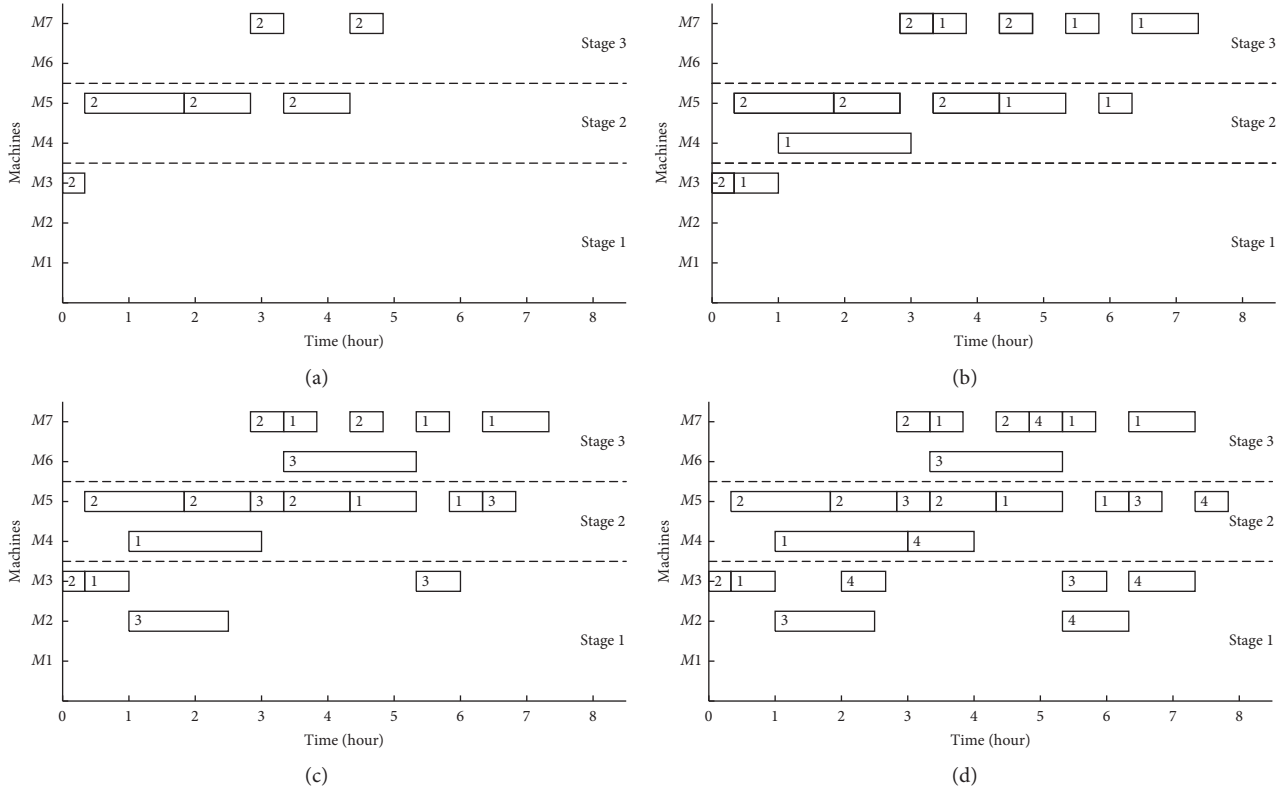 M7 2 2
Stage 3
M6
M5 2 2 2
Stage 2
M4
M3 2
M2
Stage 1
M1
Machines
0 1 2 3 4 5 6 7 8
Time (hour)
(a)
M7 2 1 2 1 1
Stage 3
M6
M5 2 2 2 1 1
Stage 2
M4 1
M3 2 1
M2
Stage 1
M1
Machines
0 1 2 3 4 5 6 7 8
Time (hour)
(b)
M7 2 1 2 1 1
Stage 3
M6 3
M5 2 2 3 2 1 1 3
Stage 2
M4 1
M3 2 1 3
M2 3
Stage 1
M1
Machines
0 1 2 3 4 5 6 7 8
Time (hour)
(c)
M7 2 1 2 4 1 1
Stage 3
M6 3
M5 2 2 3 2 1 1 3 4
Stage 2
M4 1 4
M3 2 1 4 3 4
M2 3 4
Stage 1
M1
Machines
0 1 2 3 4 5 6 7 8
Time (hour)
(d)